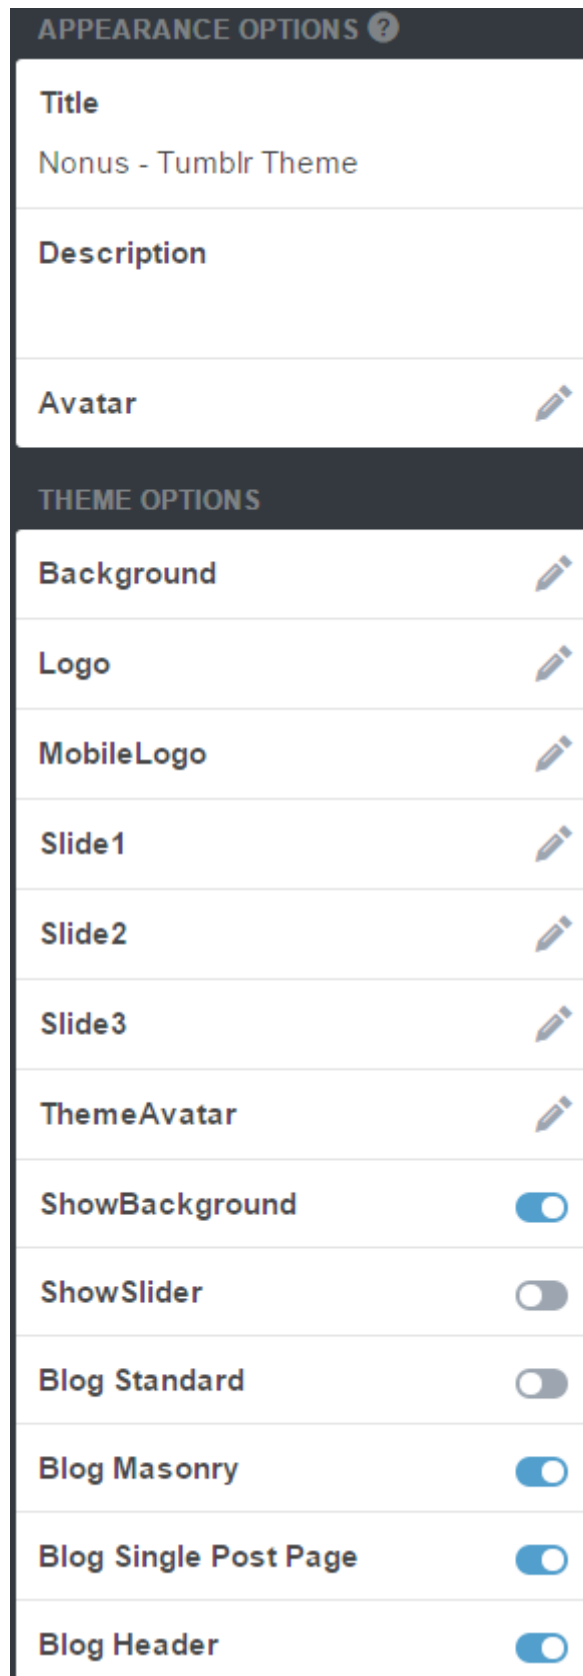 APPEARANCE OPTIONS ?
Title
Nonus - Tumblr Theme
Description
Avatar
THEME OPTIONS
Background
Logo
MobileLogo
Slide1
Slide2
Slide3
ThemeAvatar
ShowBackground
ShowSlider
Blog Standard
Blog Masonry
Blog Single Post Page
Blog Header